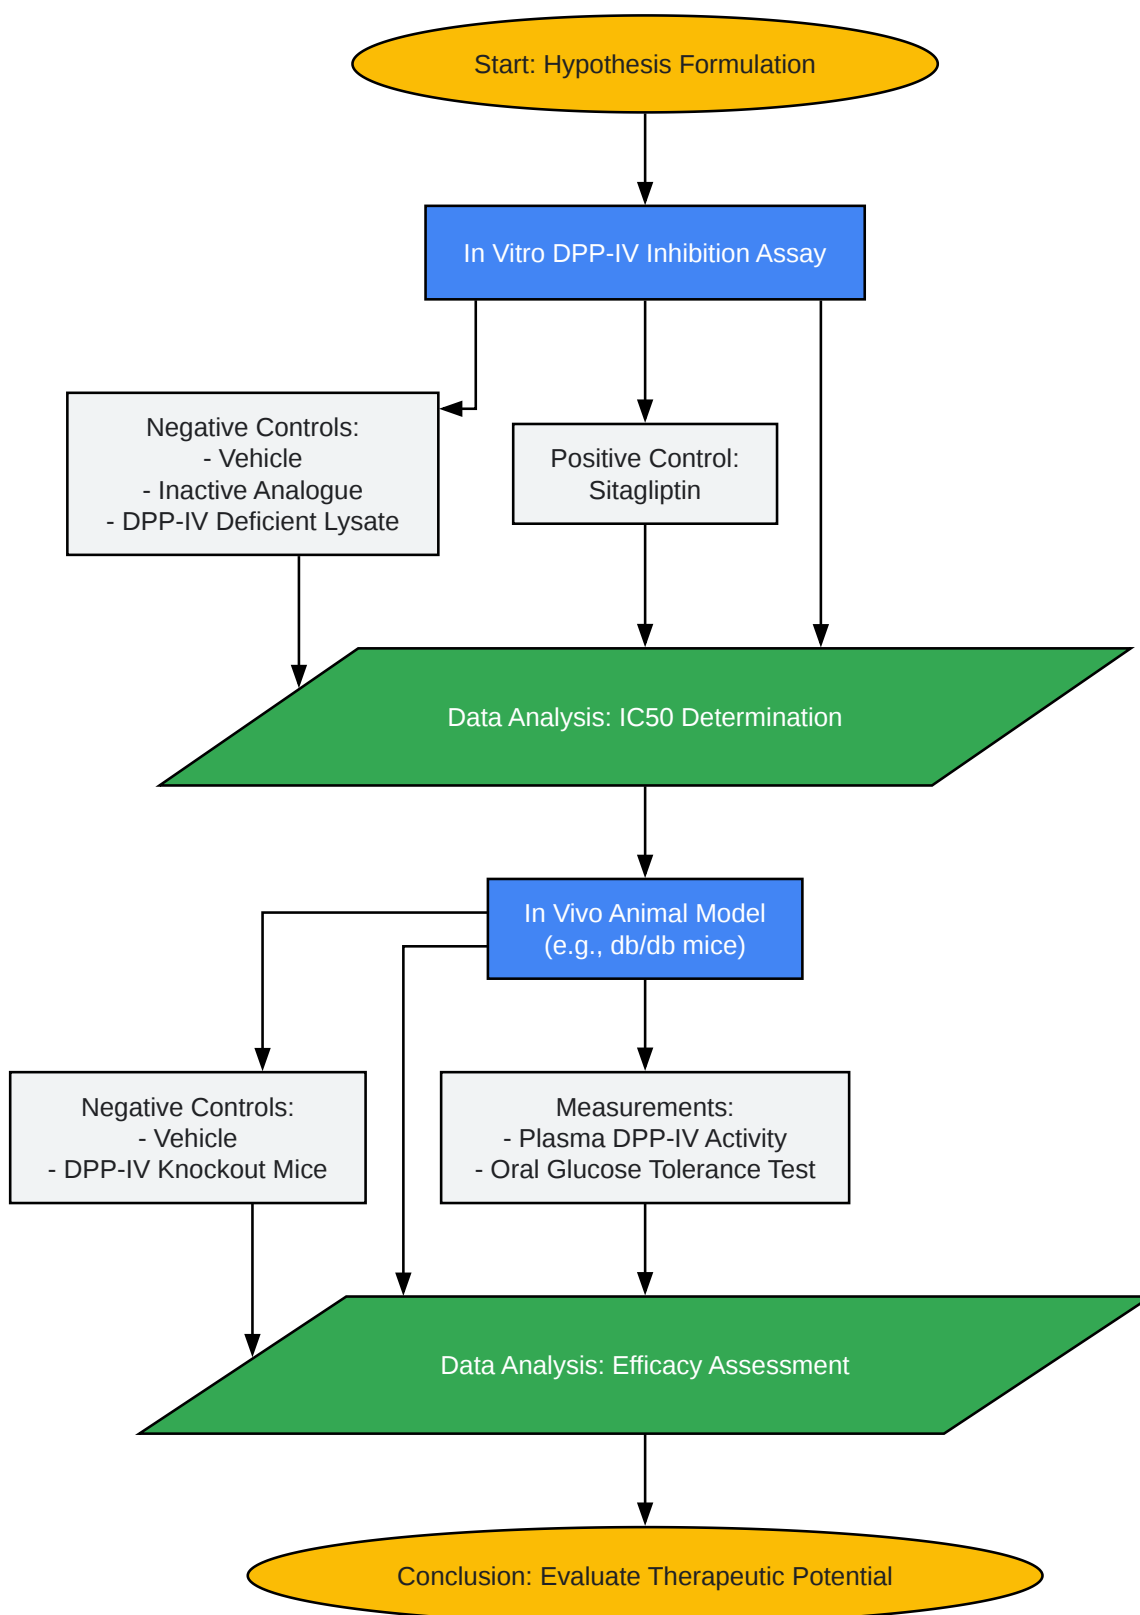 Start: Hypothesis Formulation
In Vitro DPP-IV Inhibition Assay
Negative Controls:
- Vehicle
- Inactive Analogue
- DPP-IV Deficient Lysate
Positive Control:
Sitagliptin
Data Analysis: IC50 Determination
In Vivo Animal Model
(e.g., db/db mice)
Negative Controls:
- Vehicle
- DPP-IV Knockout Mice
Measurements:
- Plasma DPP-IV Activity
- Oral Glucose Tolerance Test
Data Analysis: Efficacy Assessment
Conclusion: Evaluate Therapeutic Potential